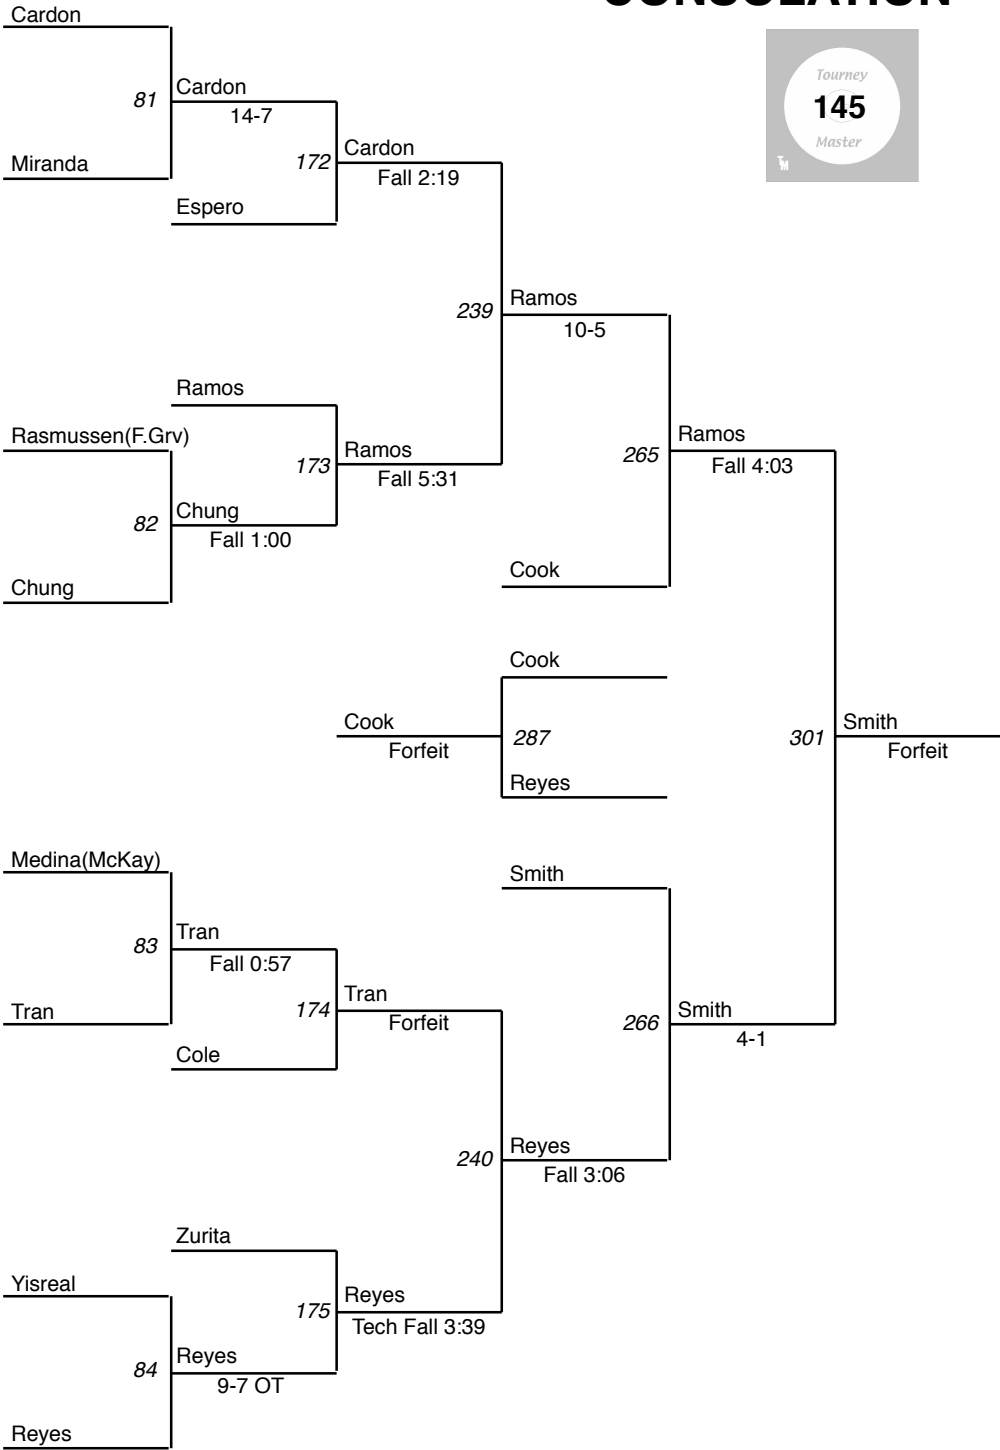 CONSOLATION
Cardon
Tourney
145
Master
TM
81
Cardon
14-7
Miranda
172
Cardon
Fall 2:19
Espero
239
Ramos
10-5
Ramos
Rasmussen(F.Grv)
173
Ramos
Fall 5:31
265
Ramos
Fall 4:03
82
Chung
Fall 1:00
Chung
Cook
Cook
Cook
Forfeit
287
301
Smith
Forfeit
Reyes
Medina(McKay)
Smith
83
Tran
Fall 0:57
Tran
174
Tran
Forfeit
266
Smith
4-1
Cole
240
Reyes
Fall 3:06
Zurita
Yisreal
175
Reyes
Tech Fall 3:39
84
Reyes
9-7 OT
Reyes